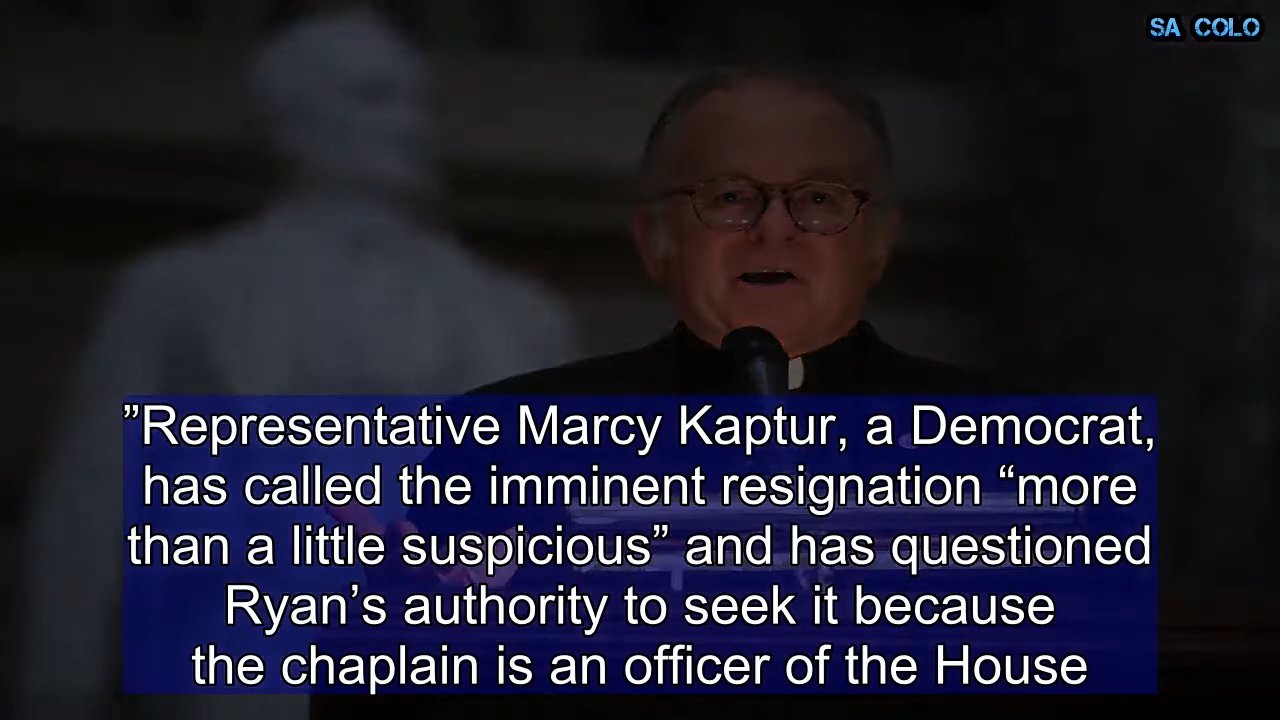 SA COLO
”Representative Marcy Kaptur, a Democrat,
has called the imminent resignation “more
than a little suspicious” and has questioned
Ryan’s authority to seek it because
the chaplain is an officer of the House